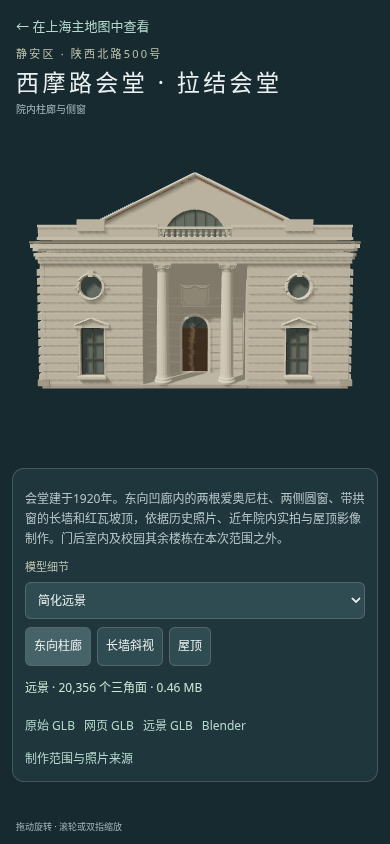 ← 在上海主地图中查看
静安区 · 陕西北路500号
西摩路会堂 · 拉结会堂
院内柱廊与侧窗
会堂建于1920年。东向凹廊内的两根爱奥尼柱、两侧圆窗、带拱
窗的长墙和红瓦坡顶，依据历史照片、近年院内实拍与屋顶影像
制作。门后室内及校园其余楼栋在本次范围之外。
模型细节
简化远景
东向柱廊 长墙斜视 屋顶
远景 · 20,356 个三角面 · 0.46 MB
原始 GLB 网页 GLB 远景 GLB Blender
制作范围与照片来源
拖动旋转 · 滚轮或双指缩放